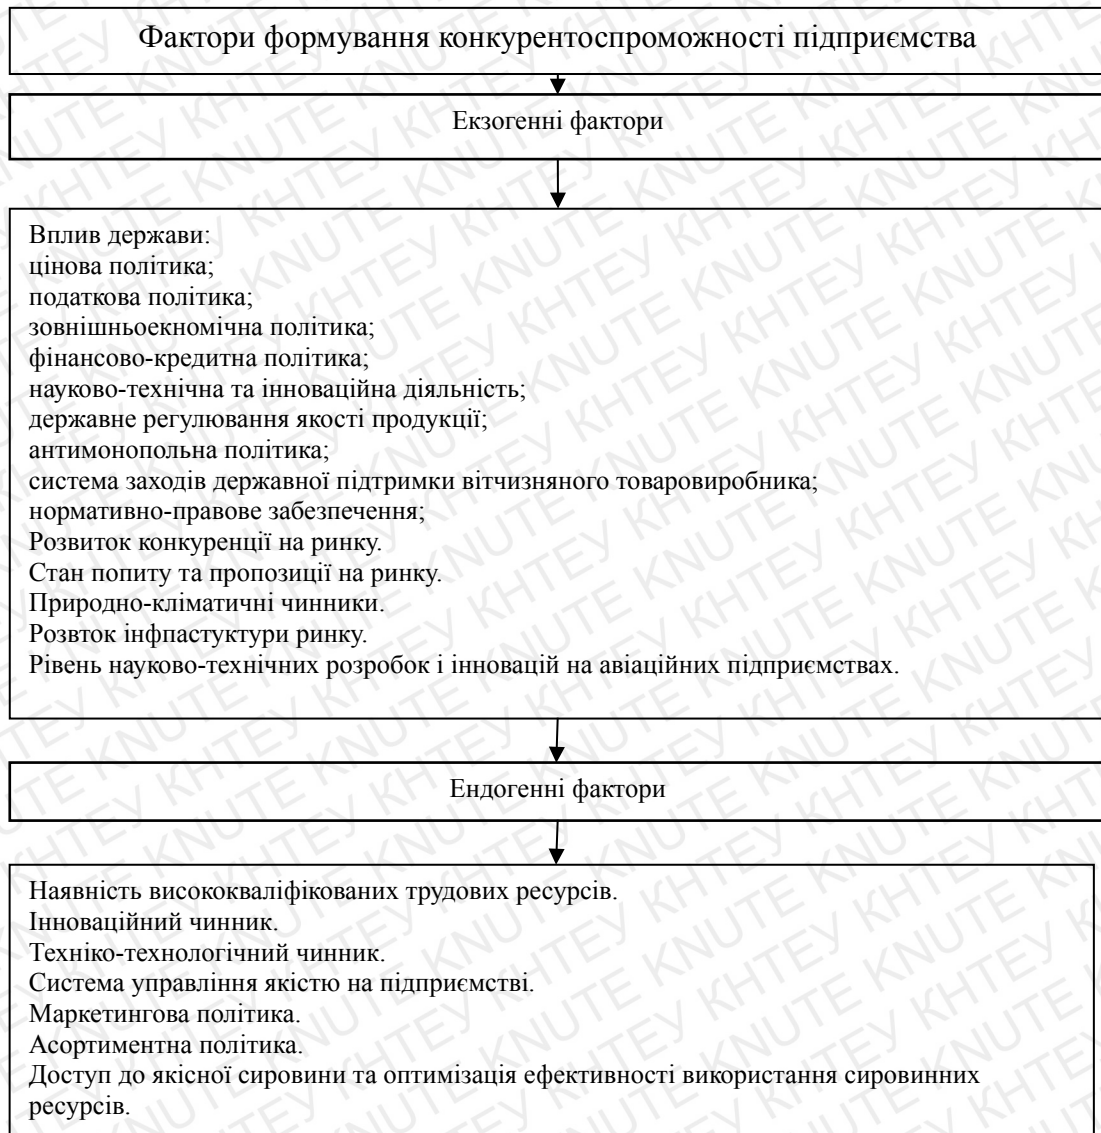 Фактори формування конкурентоспроможності підприємства
Екзогенні фактори
Вплив держави:
цінова політика;
податкова політика;
зовнішньоекномічна політика;
фінансово-кредитна політика;
науково-технічна та інноваційна діяльність;
державне регулювання якості продукції;
антимонопольна політика;
система заходів державної підтримки вітчизняного товаровиробника;
нормативно-правове забезпечення;
Розвиток конкуренції на ринку.
Стан попиту та пропозиції на ринку.
Природно-кліматичні чинники.
Розвток інфпастуктури ринку.
Рівень науково-технічних розробок і інновацій на авіаційних підприємствах.
Ендогенні фактори
Наявність висококваліфікованих трудових ресурсів.
Інноваційний чинник.
Техніко-технологічний чинник.
Система управління якістю на підприємстві.
Маркетингова політика.
Асортиментна політика.
Доступ до якісної сировини та оптимізація ефективності використання сировинних
ресурсів.